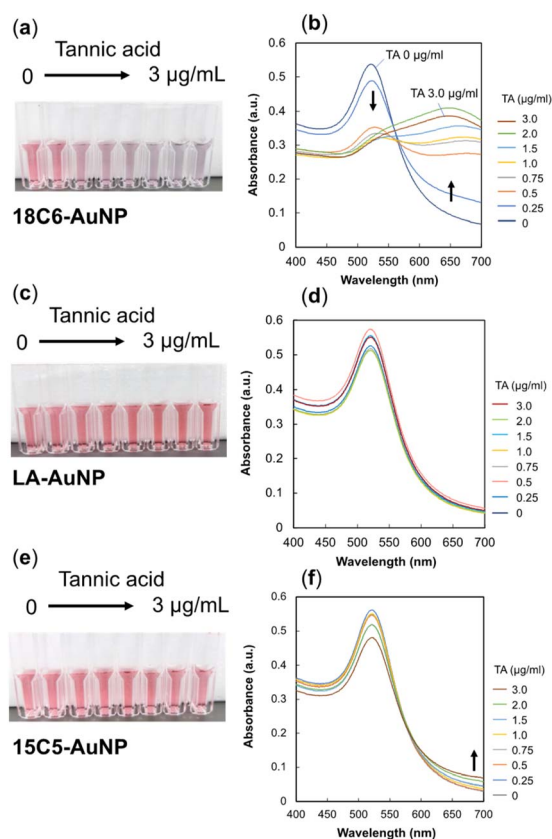 (a)
Tannic acid
0 3 µg/mL
18C6-AuNP
(b)
0.6
0.5
0.4
0.3
0.2
0.1
0
Absorbance (a.u.)
TA 0 µg/ml
TA 3.0 µg/ml
400 450 500 550 600 650 700
Wavelength (nm)
TA (µg/ml)
3.0
2.0
1.5
1.0
0.75
0.5
0.25
0
(c)
Tannic acid
0 3 µg/mL
LA-AuNP
(d)
0.6
0.5
0.4
0.3
0.2
0.1
0
Absorbance (a.u.)
400 450 500 550 600 650 700
Wavelength (nm)
TA (µg/ml)
3.0
2.0
1.5
1.0
0.75
0.5
0.25
0
(e)
Tannic acid
0 3 µg/mL
15C5-AuNP
(f)
0.6
0.5
0.4
0.3
0.2
0.1
0
Absorbance (a.u.)
400 450 500 550 600 650 700
Wavelength (nm)
TA (µg/ml)
3.0
2.0
1.5
1.0
0.75
0.5
0.25
0